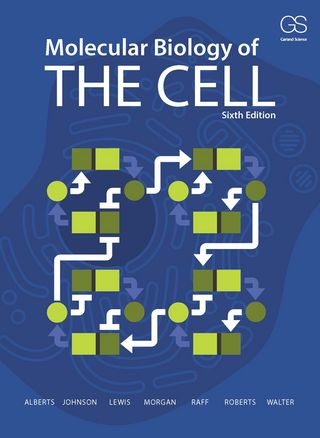 GS
Garland Science
Molecular Biology of
THE CELL
Sixth Edition
ALBERTS JOHNSON LEWIS MORGAN RAFF ROBERTS WALTER